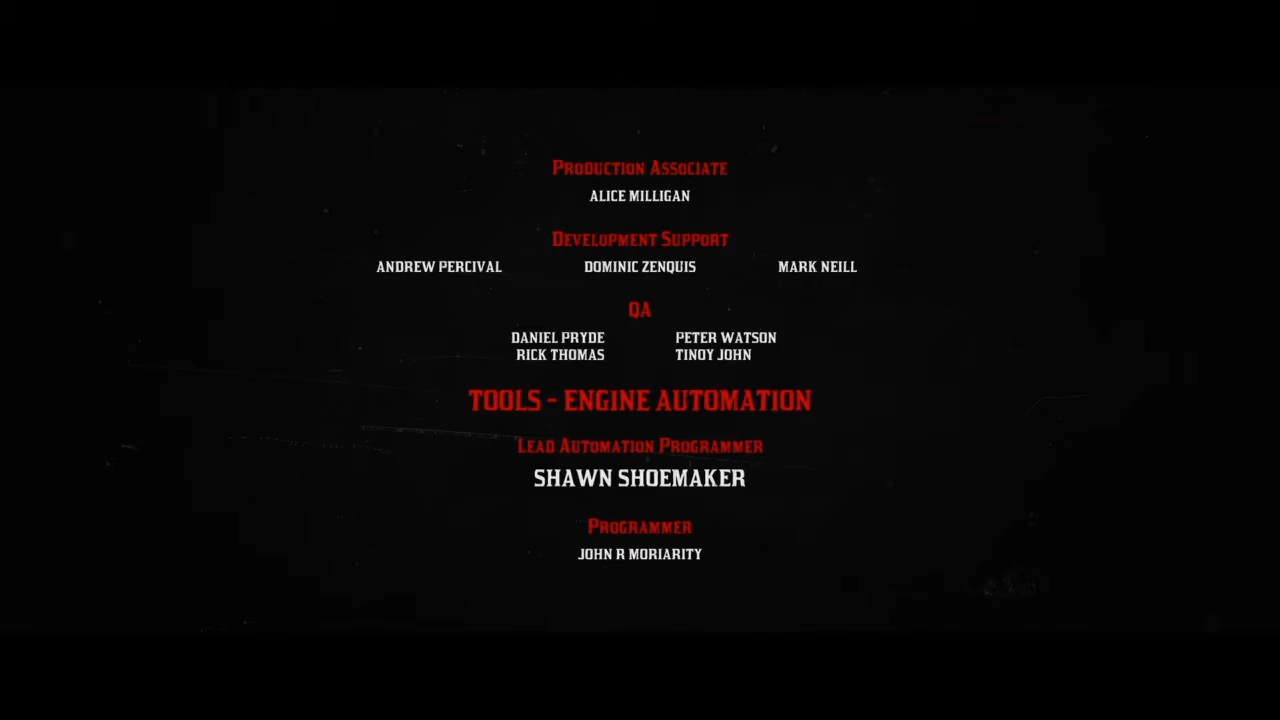 Production Associate
ALICE MILLIGAN
Development Support
ANDREW PERCIVAL DOMINIC ZENQUIS MARK NEILL
QA
DANIEL PRYDE PETER WATSON
RICK THOMAS TINOY JOHN
TOOLS - ENGINE AUTOMATION
Lead Automation Programmer
SHAWN SHOEMAKER
Programmer
JOHN R MORIARITY